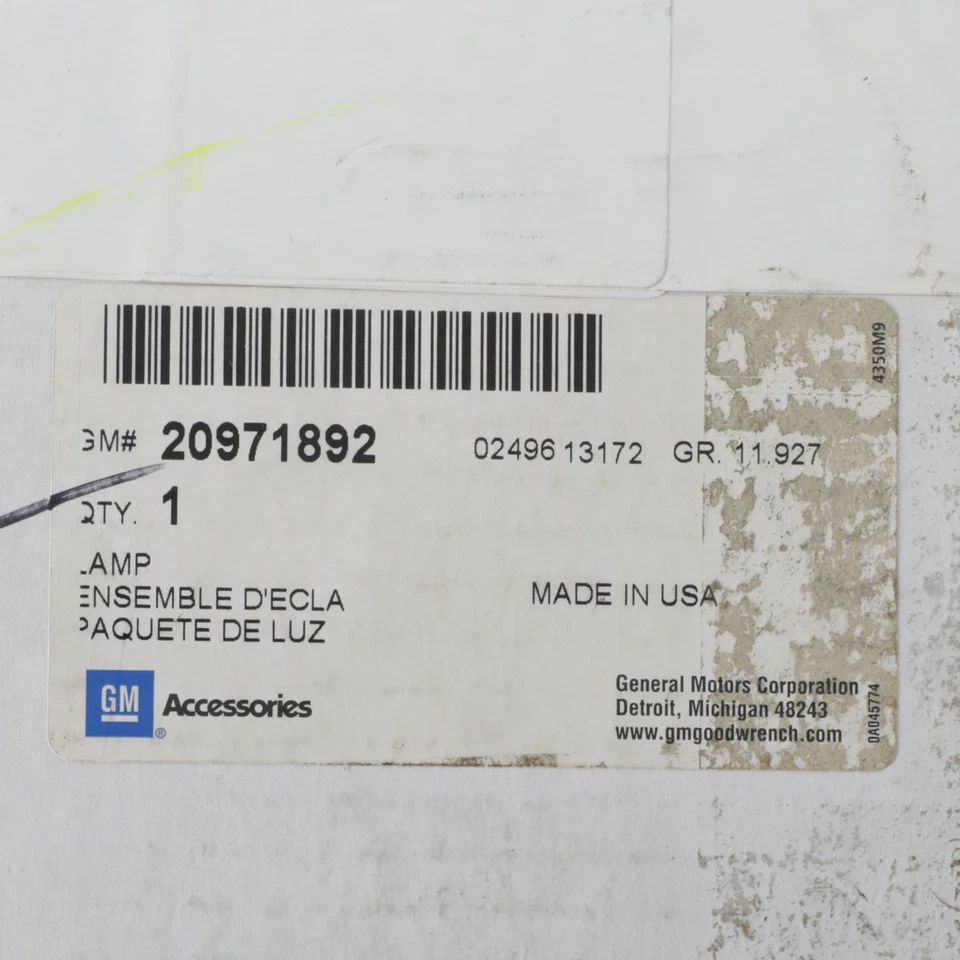 4350M9
GM# 20971892 02496 13172 GR. 11.927
QTY. 1
LAMP
ENSEMBLE D'ECLA
PAQUETE DE LUZ
MADE IN USA
GM Accessories
®
General Motors Corporation
Detroit, Michigan 48243
www.gmgoodwrench.com
0A045774